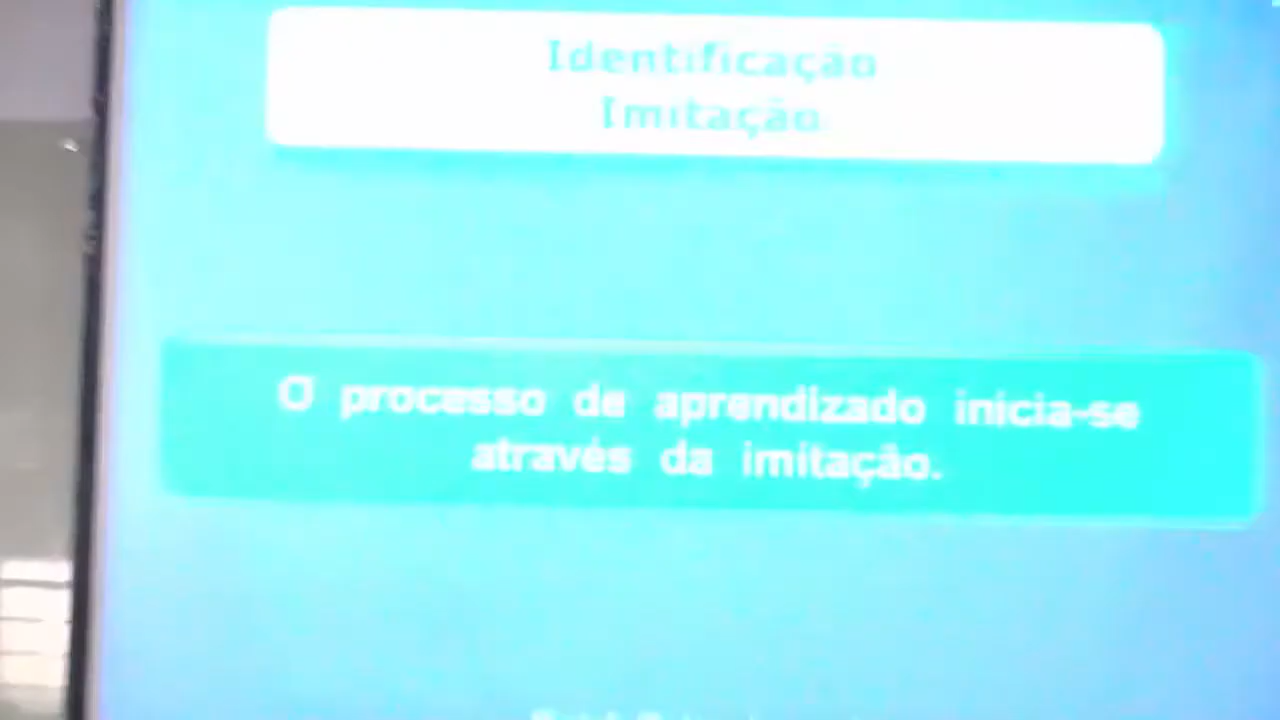 Identificação
Imitação
O processo de aprendizado inicia-se
através da imitação.